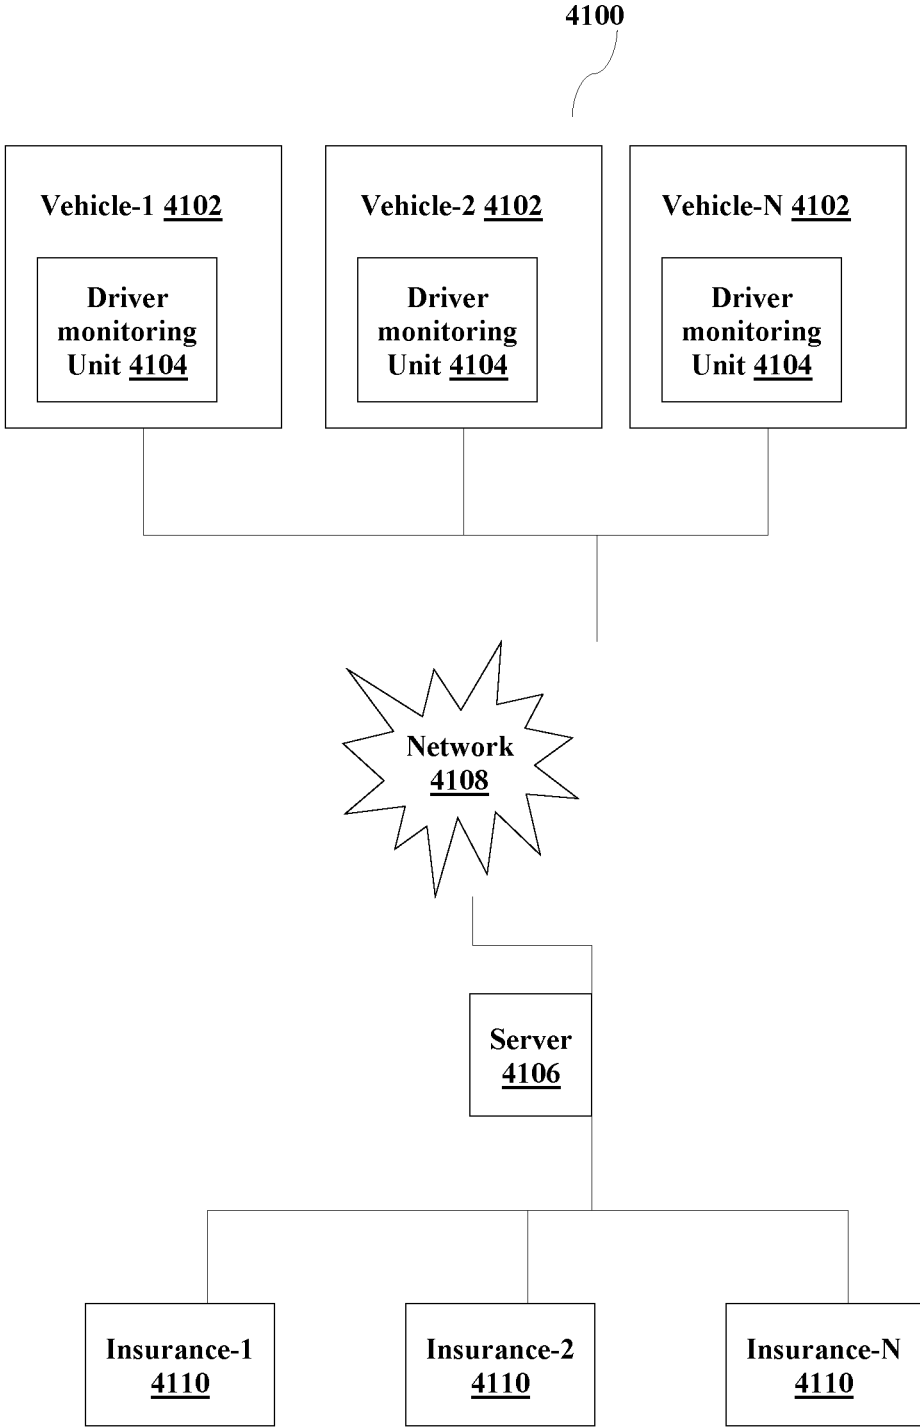 4100
Vehicle-1 4102
Vehicle-2 4102
Vehicle-N 4102
Driver
monitoring
Unit 4104
Driver
monitoring
Unit 4104
Driver
monitoring
Unit 4104
Network
4108
Server
4106
Insurance-1
4110
Insurance-2
4110
Insurance-N
4110